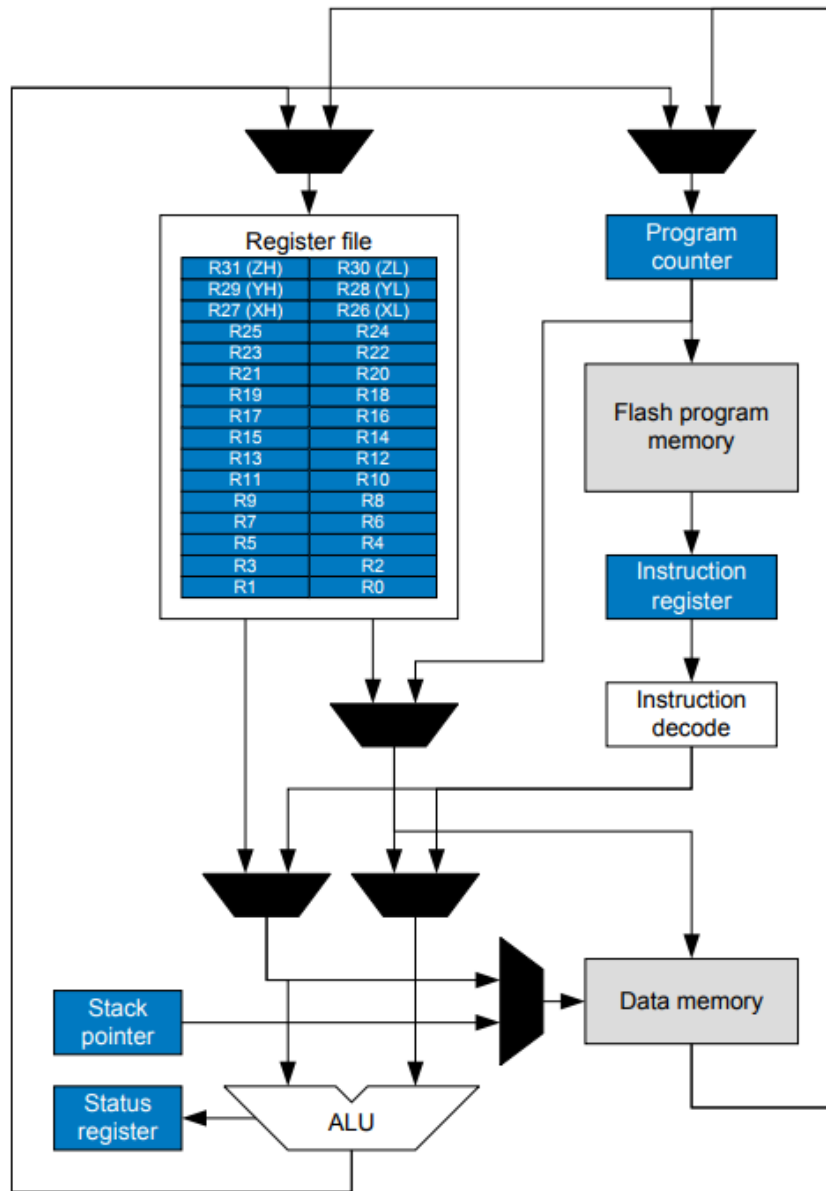 Register file
R31 (ZH) R30 (ZL)
R29 (YH) R28 (YL)
R27 (XH) R26 (XL)
R25 R24
R23 R22
R21 R20
R19 R18
R17 R16
R15 R14
R13 R12
R11 R10
R9 R8
R7 R6
R5 R4
R3 R2
R1 R0
Program
counter
Flash program
memory
Instruction
register
Instruction
decode
Stack
pointer
Data memory
Status
register
ALU